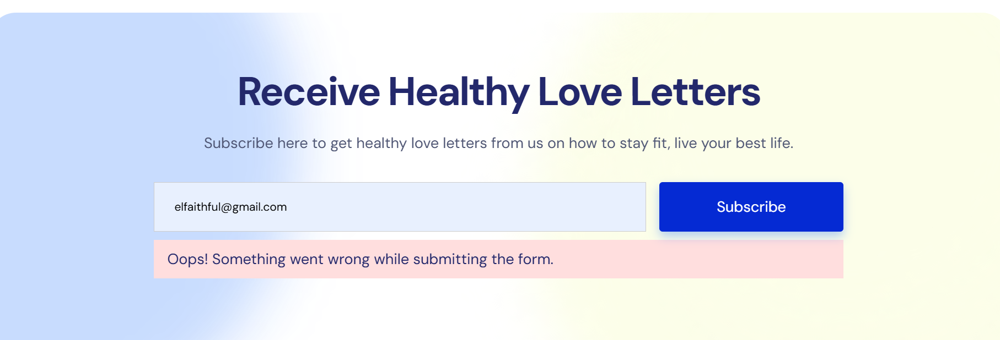 Receive Healthy Love Letters
Subscribe here to get healthy love letters from us on how to stay fit, live your best life.
elfaithful@gmail.com
Subscribe
Oops! Something went wrong while submitting the form.